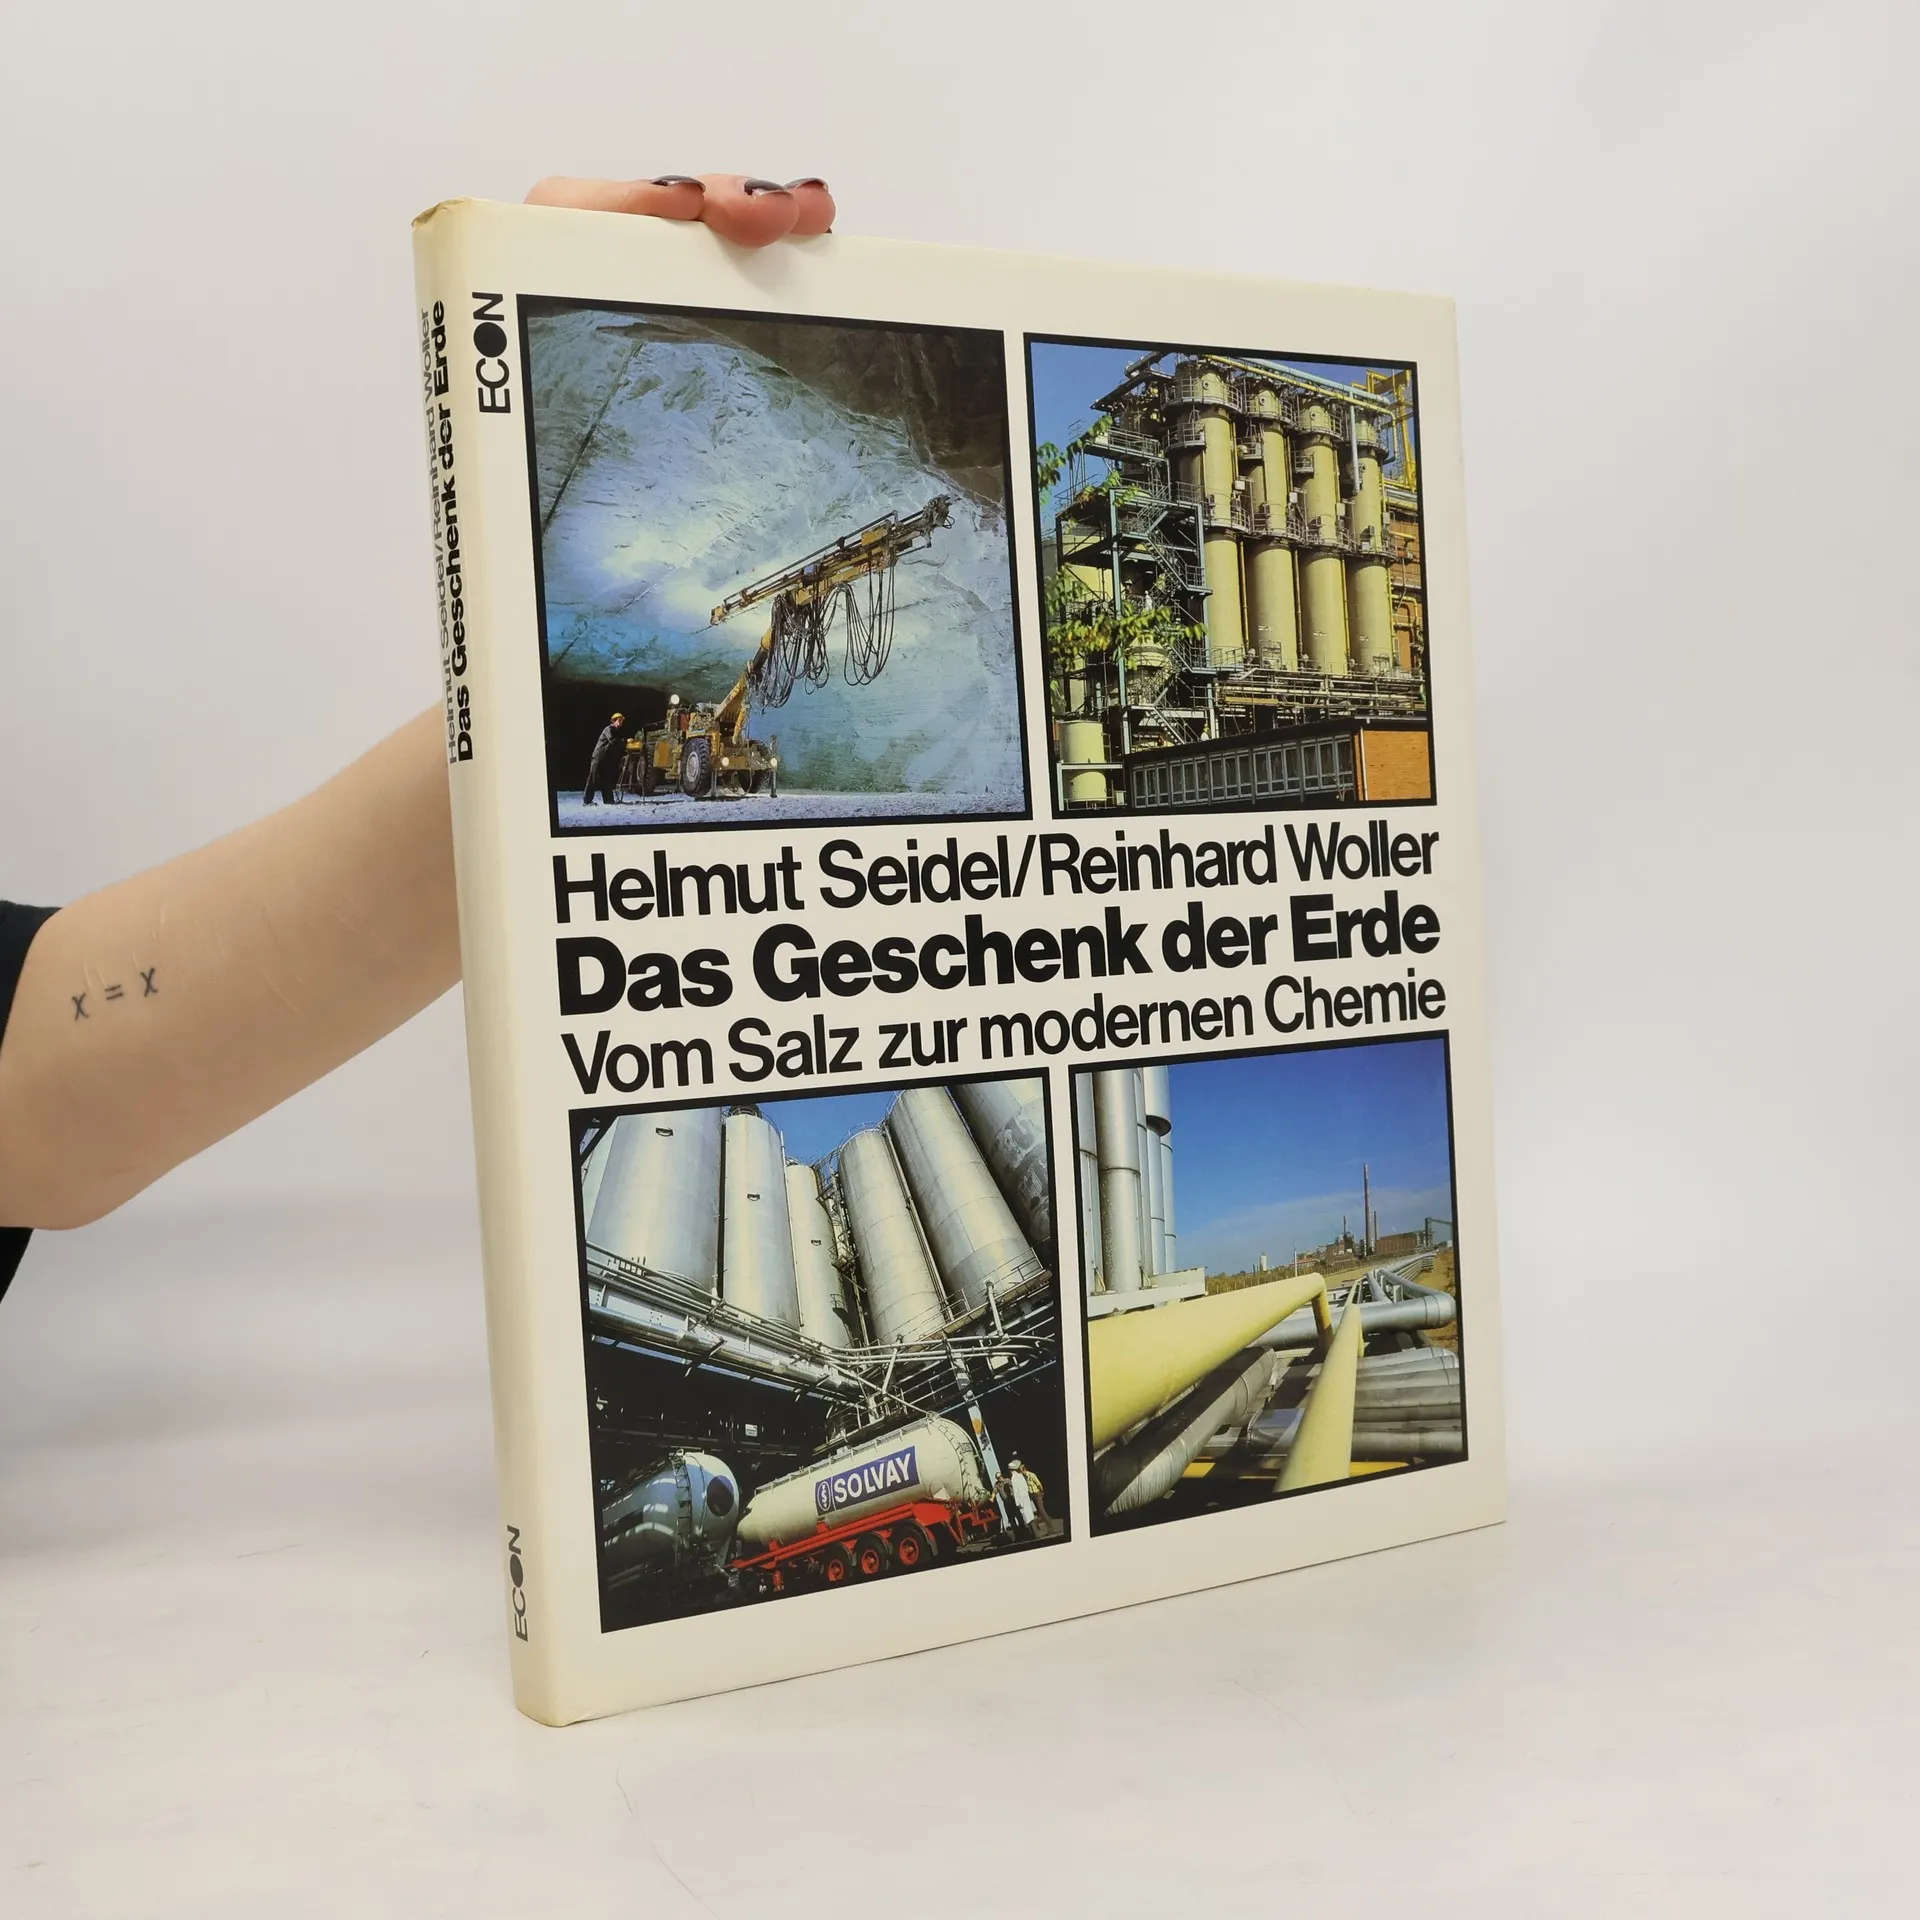 ECON
Helmut Seidel/Reinhard Woller
Das Geschenk der Erde
Vom Salz zur modernen Chemie
SOLVAY
Helmut Seidel/Reinhard Woller
Das Geschenk der Erde
ECON
x = x